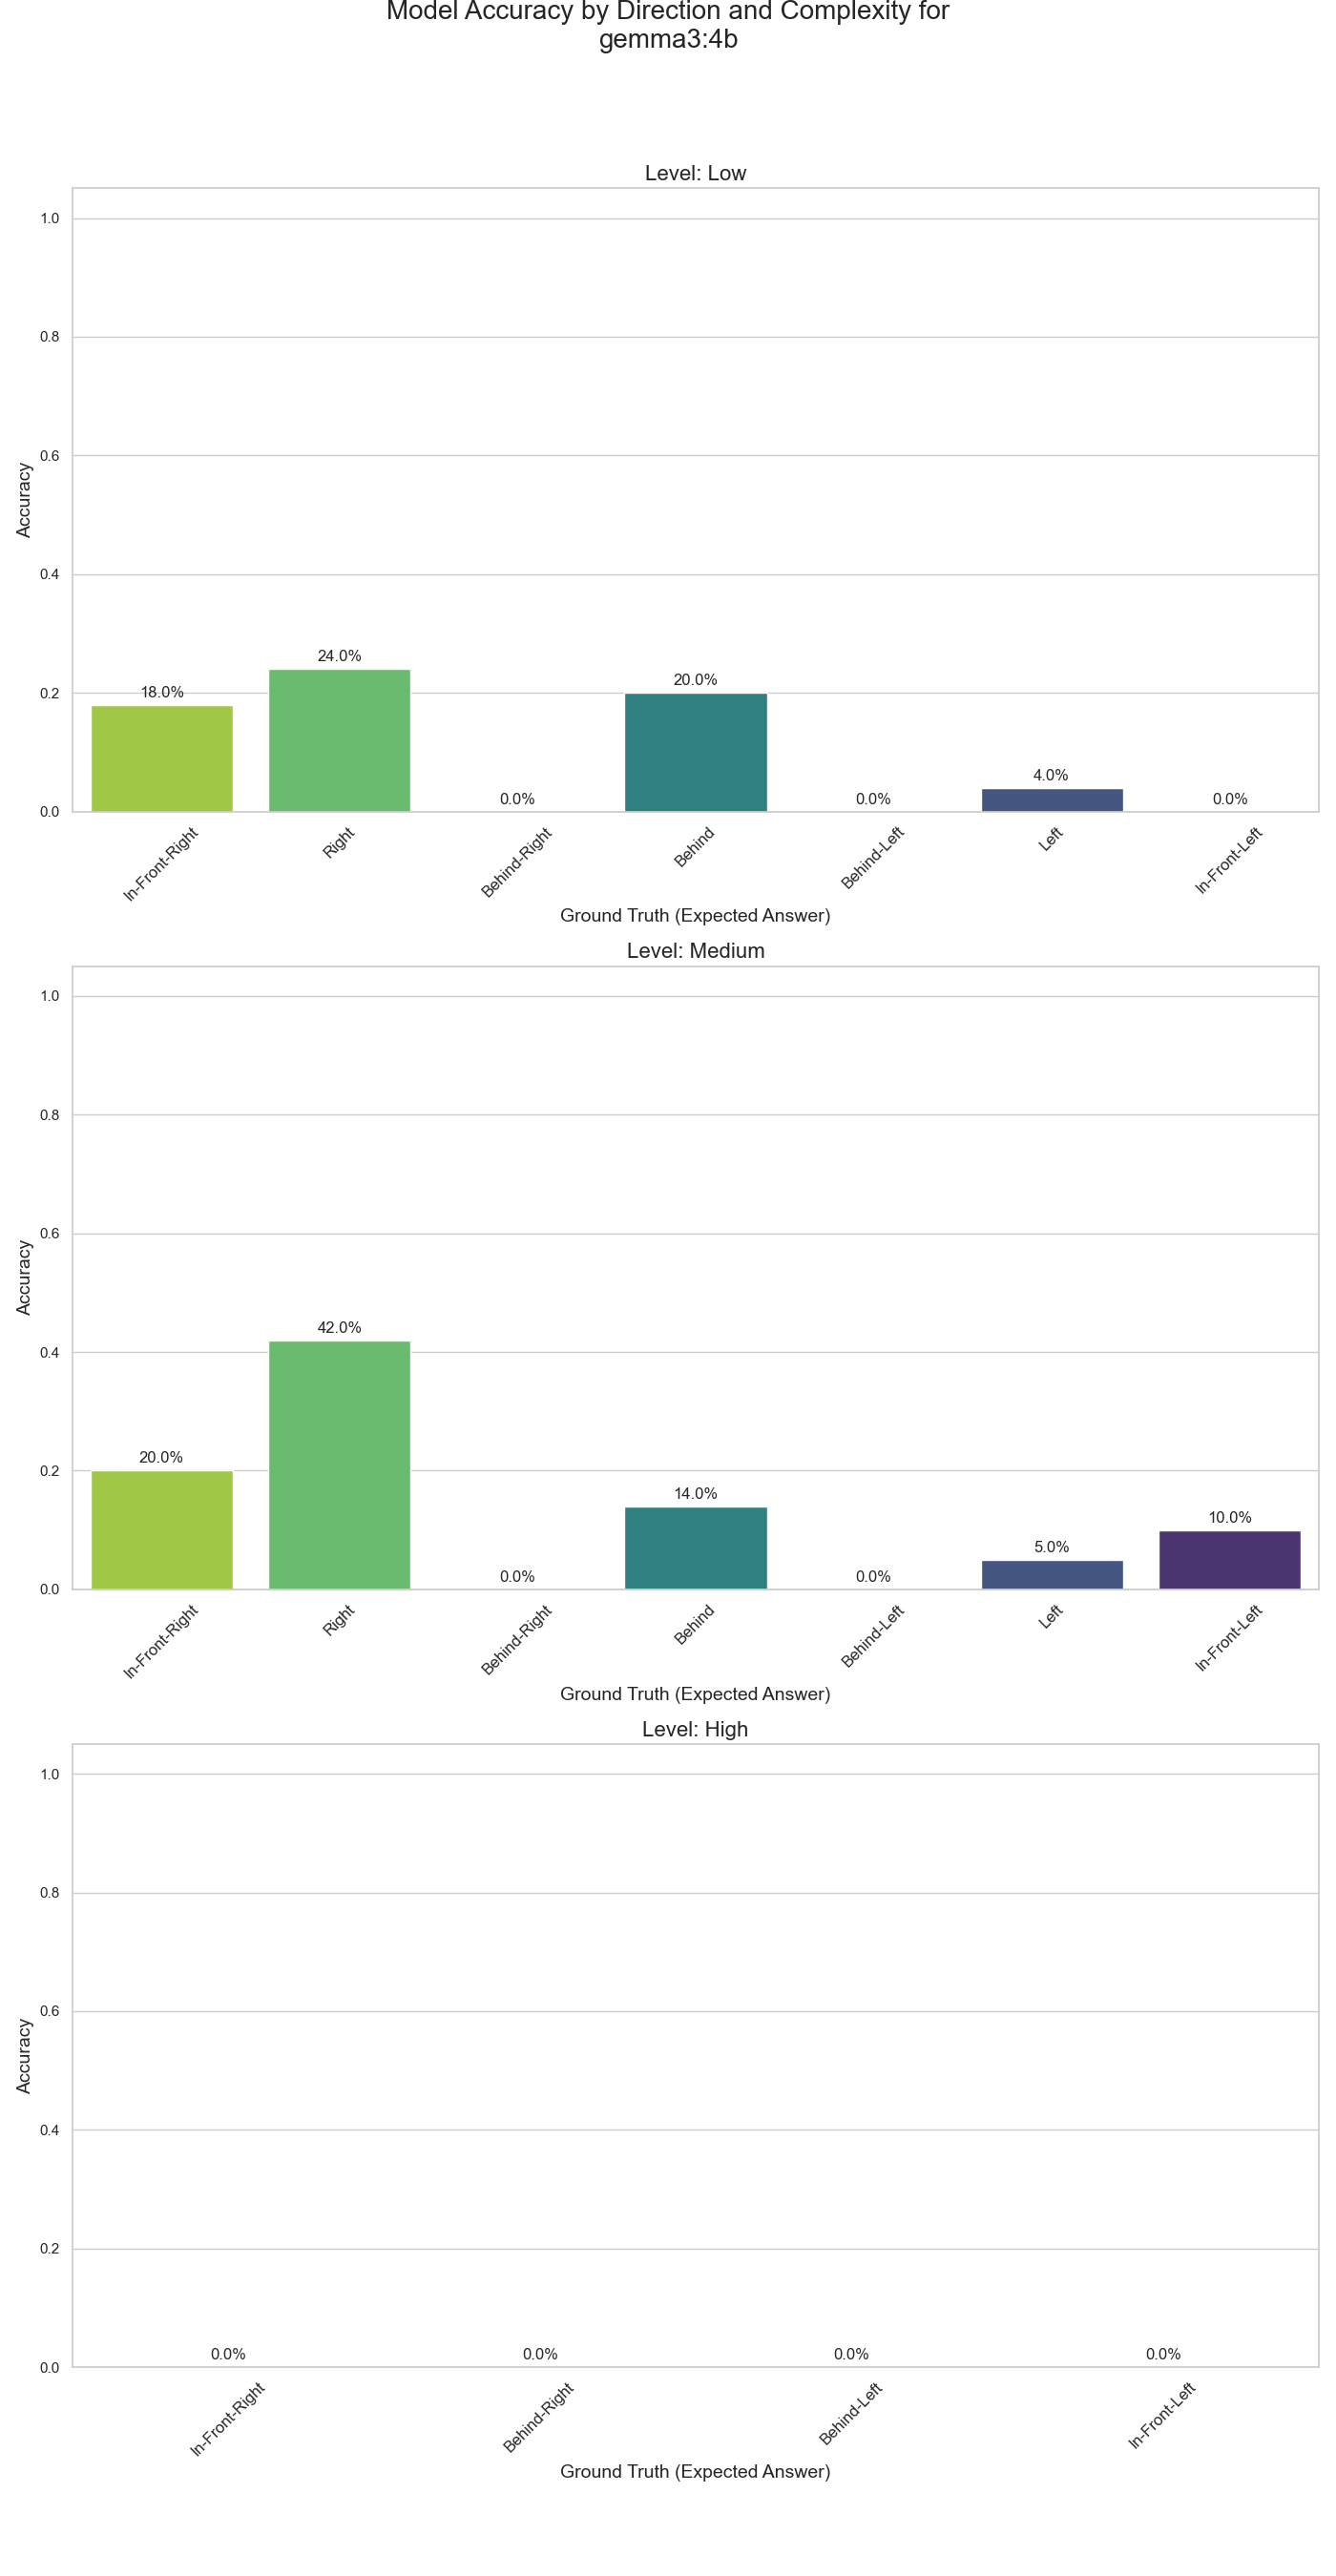 Model Accuracy by Direction and Complexity for
gemma3:4b
Level: Low
1.0
0.8
0.6
0.4
0.2
0.0
Accuracy
18.0%
24.0%
0.0%
20.0%
0.0%
4.0%
0.0%
In-Front-Right
Right
Behind-Right
Behind
Behind-Left
Left
In-Front-Left
Ground Truth (Expected Answer)
Level: Medium
1.0
0.8
0.6
0.4
0.2
0.0
Accuracy
20.0%
42.0%
0.0%
14.0%
0.0%
5.0%
10.0%
In-Front-Right
Right
Behind-Right
Behind
Behind-Left
Left
In-Front-Left
Ground Truth (Expected Answer)
Level: High
1.0
0.8
0.6
0.4
0.2
0.0
Accuracy
0.0%
0.0%
0.0%
0.0%
In-Front-Right
Behind-Right
Behind-Left
In-Front-Left
Ground Truth (Expected Answer)